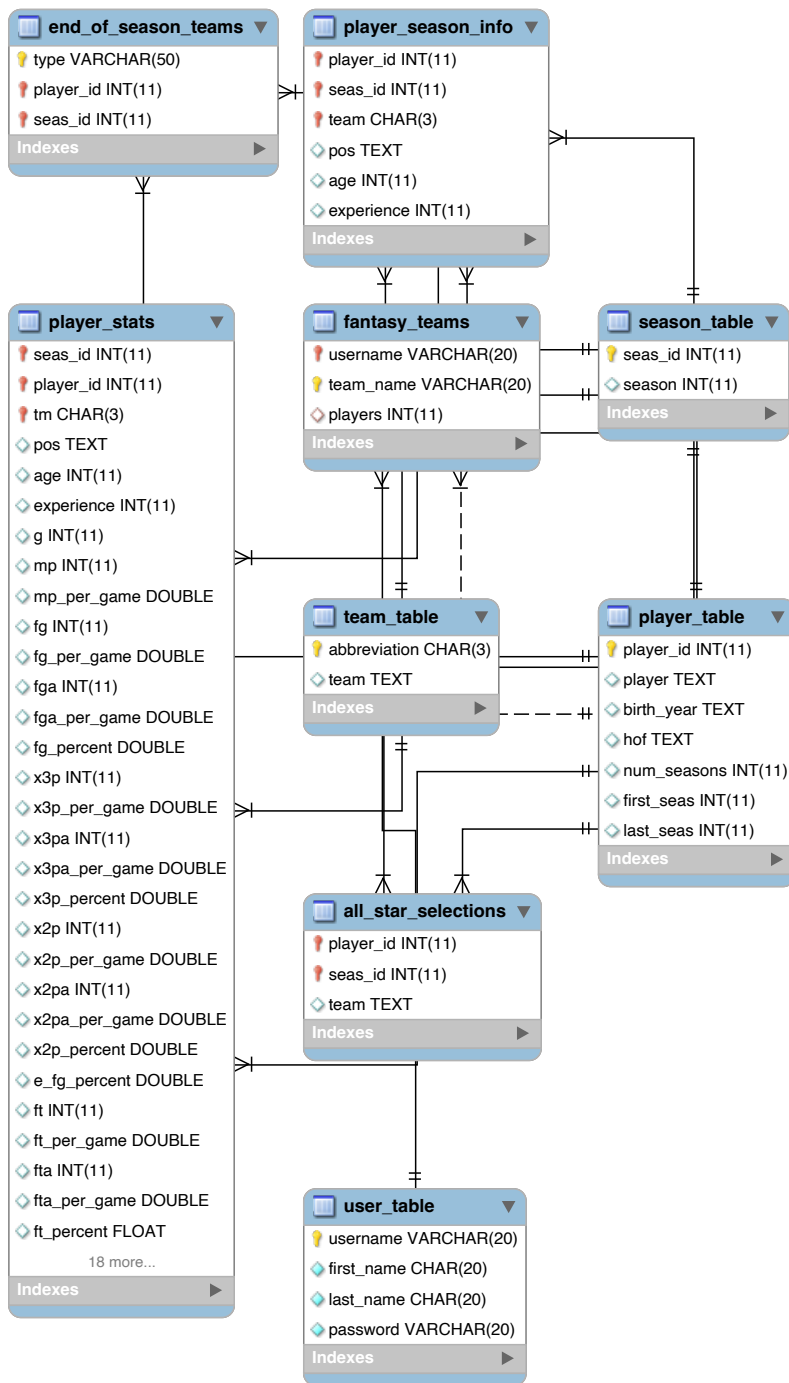 end_of_season_teams
type VARCHAR(50)
player_id INT(11)
seas_id INT(11)
Indexes
player_season_info
player_id INT(11)
seas_id INT(11)
team CHAR(3)
pos TEXT
age INT(11)
experience INT(11)
Indexes
player_stats
seas_id INT(11)
player_id INT(11)
tm CHAR(3)
pos TEXT
age INT(11)
experience INT(11)
g INT(11)
mp INT(11)
mp_per_game DOUBLE
fg INT(11)
fg_per_game DOUBLE
fga INT(11)
fga_per_game DOUBLE
fg_percent DOUBLE
x3p INT(11)
x3p_per_game DOUBLE
x3pa INT(11)
x3pa_per_game DOUBLE
x3p_percent DOUBLE
x2p INT(11)
x2p_per_game DOUBLE
x2pa INT(11)
x2pa_per_game DOUBLE
x2p_percent DOUBLE
e_fg_percent DOUBLE
ft INT(11)
ft_per_game DOUBLE
fta INT(11)
fta_per_game DOUBLE
ft_percent FLOAT
18 more...
Indexes
fantasy_teams
username VARCHAR(20)
team_name VARCHAR(20)
players INT(11)
Indexes
season_table
seas_id INT(11)
season INT(11)
Indexes
team_table
abbreviation CHAR(3)
team TEXT
Indexes
player_table
player_id INT(11)
player TEXT
birth_year TEXT
hof TEXT
num_seasons INT(11)
first_seas INT(11)
last_seas INT(11)
Indexes
all_star_selections
player_id INT(11)
seas_id INT(11)
team TEXT
Indexes
user_table
username VARCHAR(20)
first_name CHAR(20)
last_name CHAR(20)
password VARCHAR(20)
Indexes